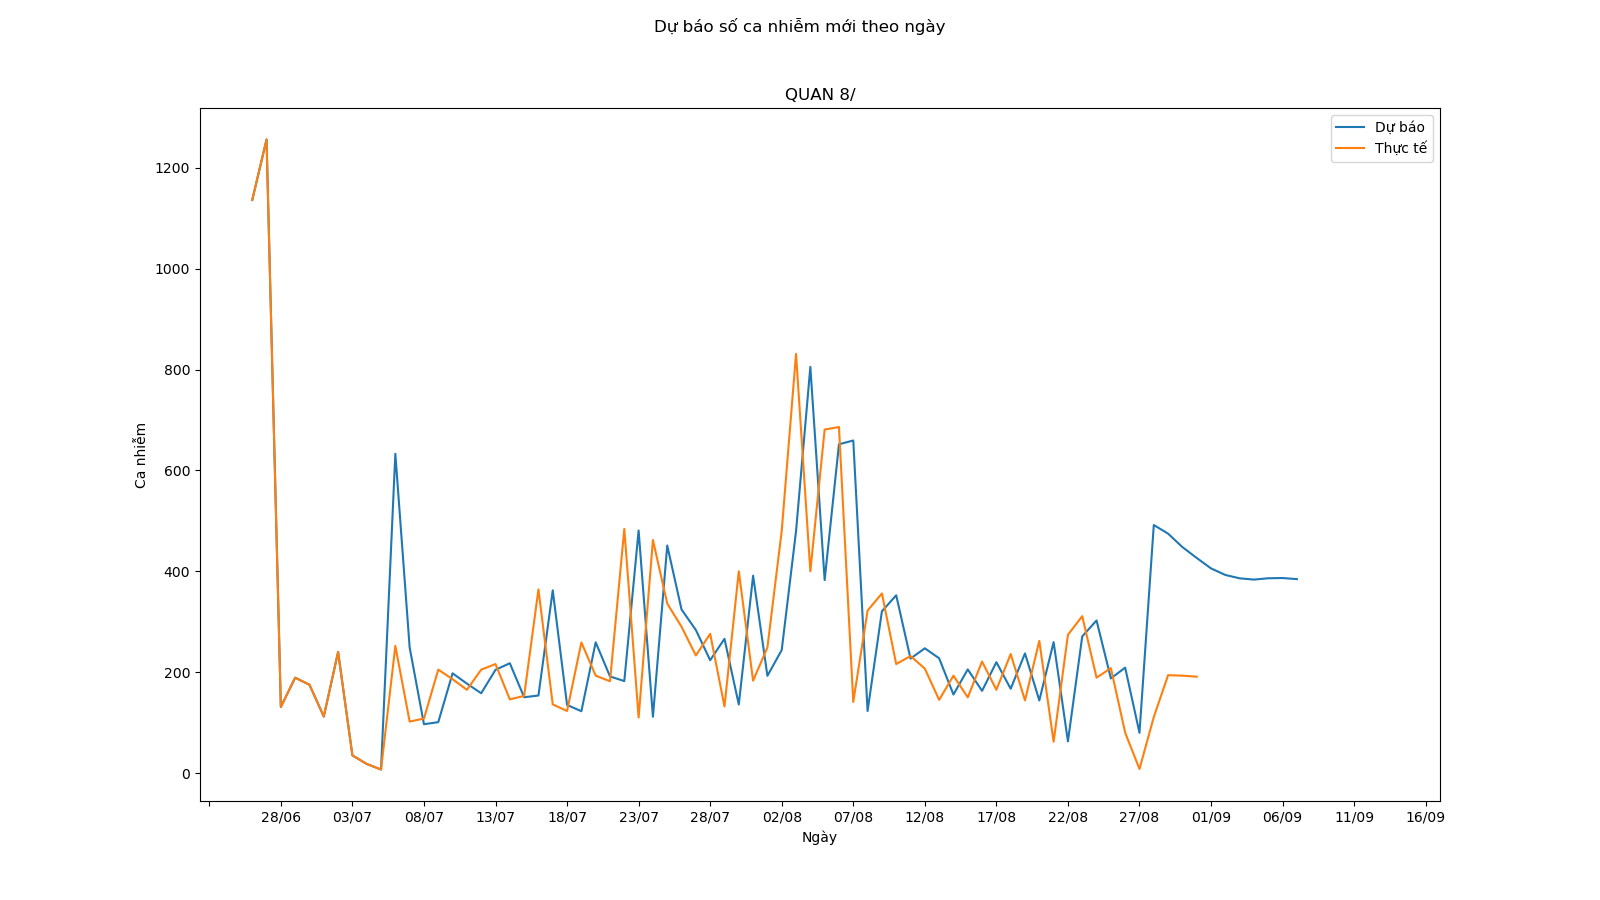 Dự báo số ca nhiễm mới theo ngày
QUAN 8/
Dự báo
Thực tế
1200
1000
800
600
400
200
0
Ca nhiễm
28/06 03/07 08/07 13/07 18/07 23/07 28/07 02/08 07/08 12/08 17/08 22/08 27/08 01/09 06/09 11/09 16/09
Ngày